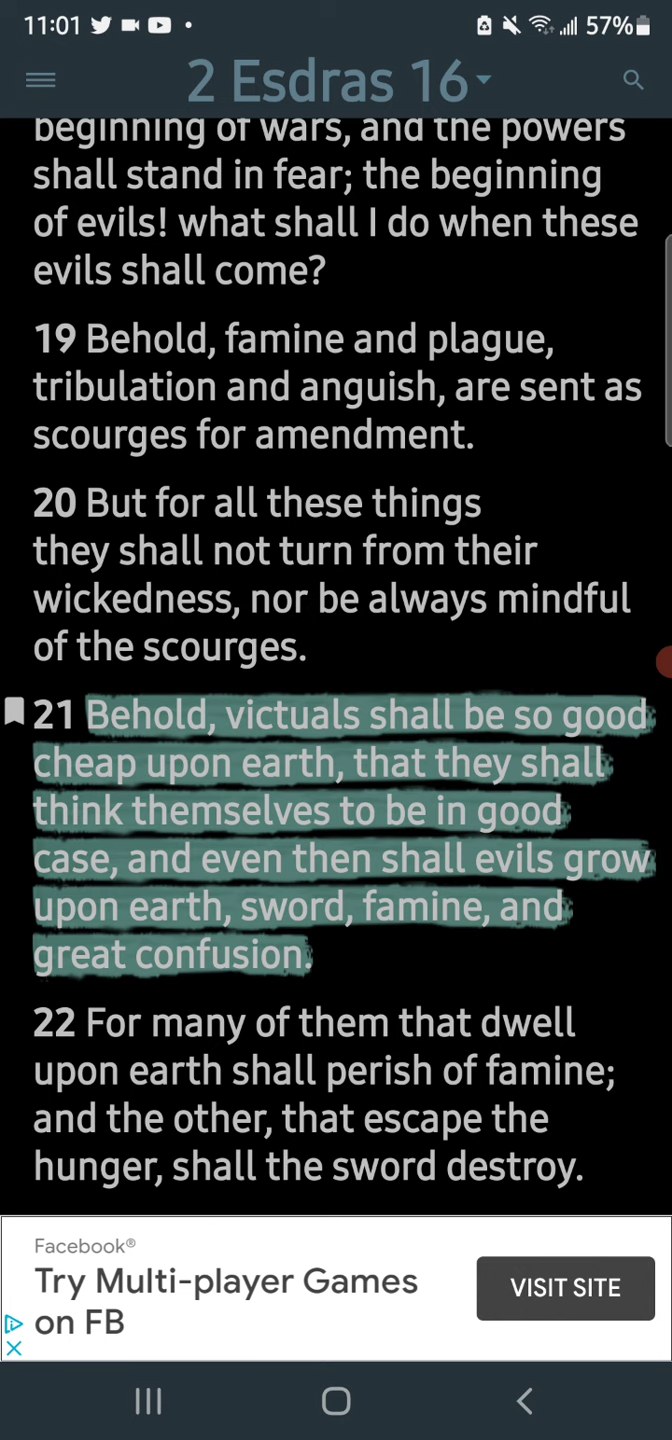 11:01
57%
2 Esdras 16
beginning of wars, and the powers
shall stand in fear; the beginning
of evils! what shall I do when these
evils shall come?
19 Behold, famine and plague,
tribulation and anguish, are sent as
scourges for amendment.
20 But for all these things
they shall not turn from their
wickedness, nor be always mindful
of the scourges.
21 Behold, victuals shall be so good
cheap upon earth, that they shall
think themselves to be in good
case, and even then shall evils grow
upon earth, sword, famine, and
great confusion.
22 For many of them that dwell
upon earth shall perish of famine;
and the other, that escape the
hunger, shall the sword destroy.
Facebook®
Try Multi-player Games
on FB
VISIT SITE